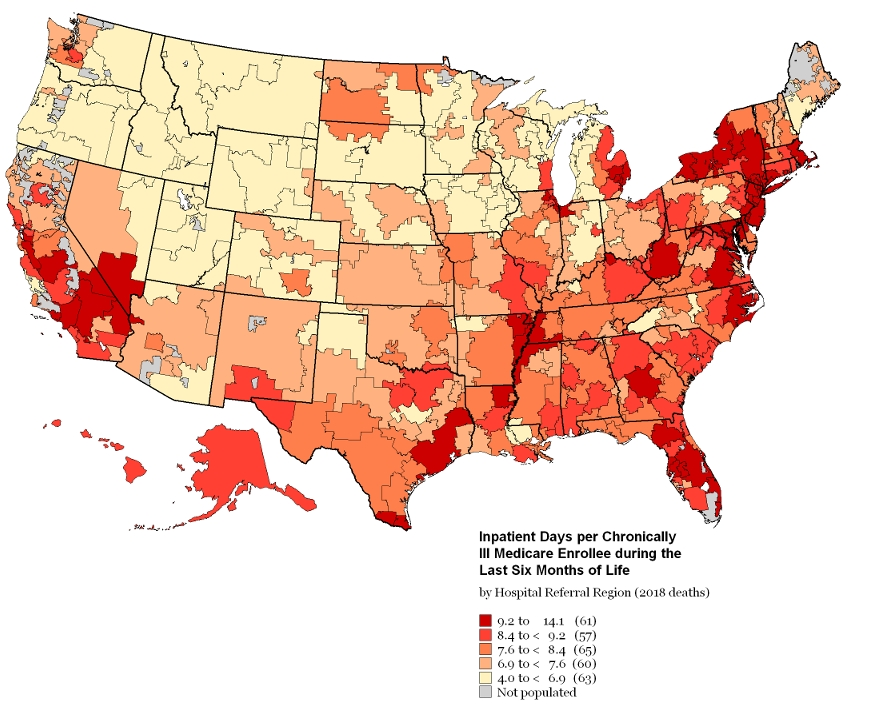 Inpatient Days per Chronically
Ill Medicare Enrollee during the
Last Six Months of Life
by Hospital Referral Region (2018 deaths)
9.2 to 14.1 (61)
8.4 to < 9.2 (57)
7.6 to < 8.4 (65)
6.9 to < 7.6 (60)
4.0 to < 6.9 (63)
Not populated